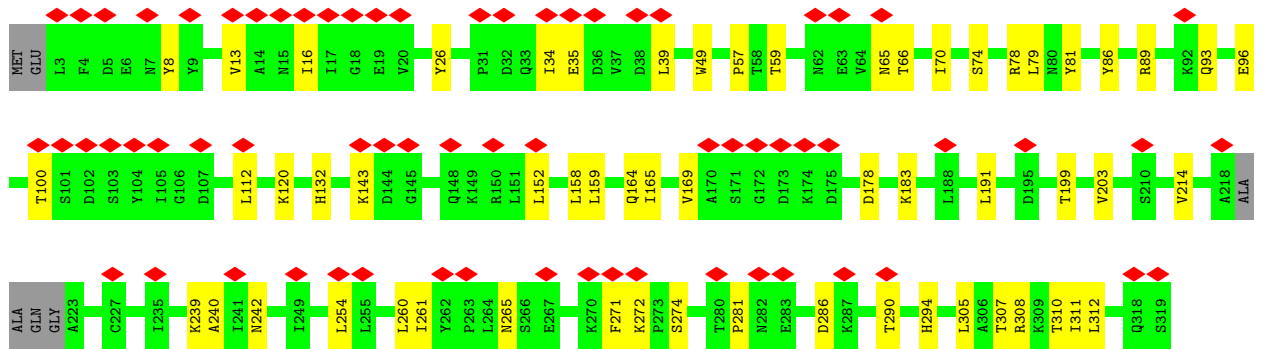 MET GLU L3 F4 D5 E6 N7 Y8 Y9 V13 A14 N15 I16 I17 G18 E19 V20 Y26 P31 D32 Q33 I34 E35 D36 V37 D38 L39 W49 P57 T58 T59 N62 E63 V64 N65 T66 I70 S74 R78 L79 N80 Y81 Y86 R89 K92 Q93 E96
T100 S101 D102 S103 Y104 I105 G106 D107 L112 K120 H132 K143 D144 G145 Q148 K149 R150 L151 L152 L158 L159 Q164 I165 V169 A170 S171 G172 D173 K174 D175 D178 K183 L188 L191 D195 T199 V203 S210 V214 A218 ALA
ALA GLN GLY A223 C227 I235 K239 A240 I241 N242 I249 L254 L255 L260 I261 Y262 P263 L264 N265 S266 E267 K270 F271 K272 P273 S274 T280 P281 N282 E283 D286 K287 T290 H294 L305 A306 T307 R308 K309 T310 I311 L312 Q318 S319